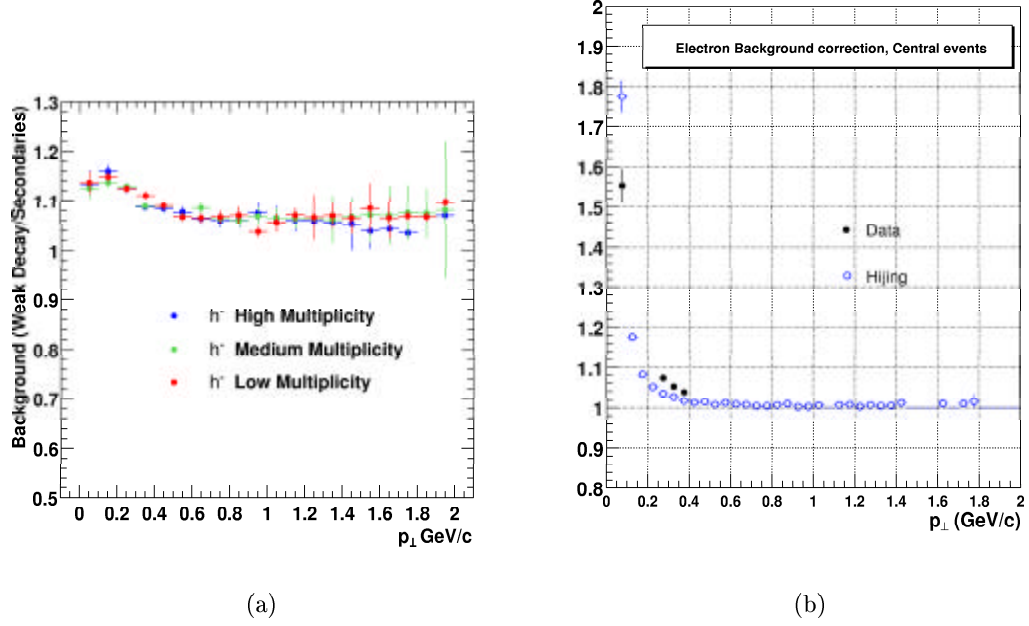 Background (Weak Decay/Secondaries)
1.3
1.2
1.1
1
0.9
0.8
0.7
0.6
0.5
h⁻ High Multiplicity
h⁻ Medium Multiplicity
h⁻ Low Multiplicity
0 0.2 0.4 0.6 0.8 1 1.2 1.4 1.6 1.8 2
p⊥ GeV/c
(a)
2
1.9
1.8
1.7
1.6
1.5
1.4
1.3
1.2
1.1
1
0.9
0.8
Electron Background correction, Central events
Data
Hijing
0 0.2 0.4 0.6 0.8 1 1.2 1.4 1.6 1.8 2
p⊥ (GeV/c)
(b)